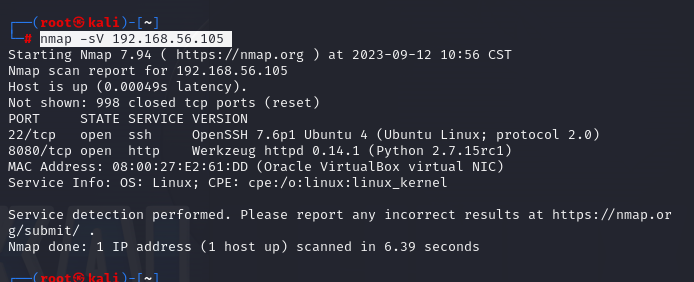 ┌──(root㉿kali)-[~]
└─# nmap -sV 192.168.56.105
Starting Nmap 7.94 ( https://nmap.org ) at 2023-09-12 10:56 CST
Nmap scan report for 192.168.56.105
Host is up (0.00049s latency).
Not shown: 998 closed tcp ports (reset)
PORT     STATE SERVICE VERSION
22/tcp   open  ssh     OpenSSH 7.6p1 Ubuntu 4 (Ubuntu Linux; protocol 2.0)
8080/tcp open  http    Werkzeug httpd 0.14.1 (Python 2.7.15rc1)
MAC Address: 08:00:27:E2:61:DD (Oracle VirtualBox virtual NIC)
Service Info: OS: Linux; CPE: cpe:/o:linux:linux_kernel

Service detection performed. Please report any incorrect results at https://nmap.or
g/submit/ .
Nmap done: 1 IP address (1 host up) scanned in 6.39 seconds

┌──(root㉿kali)-[~]